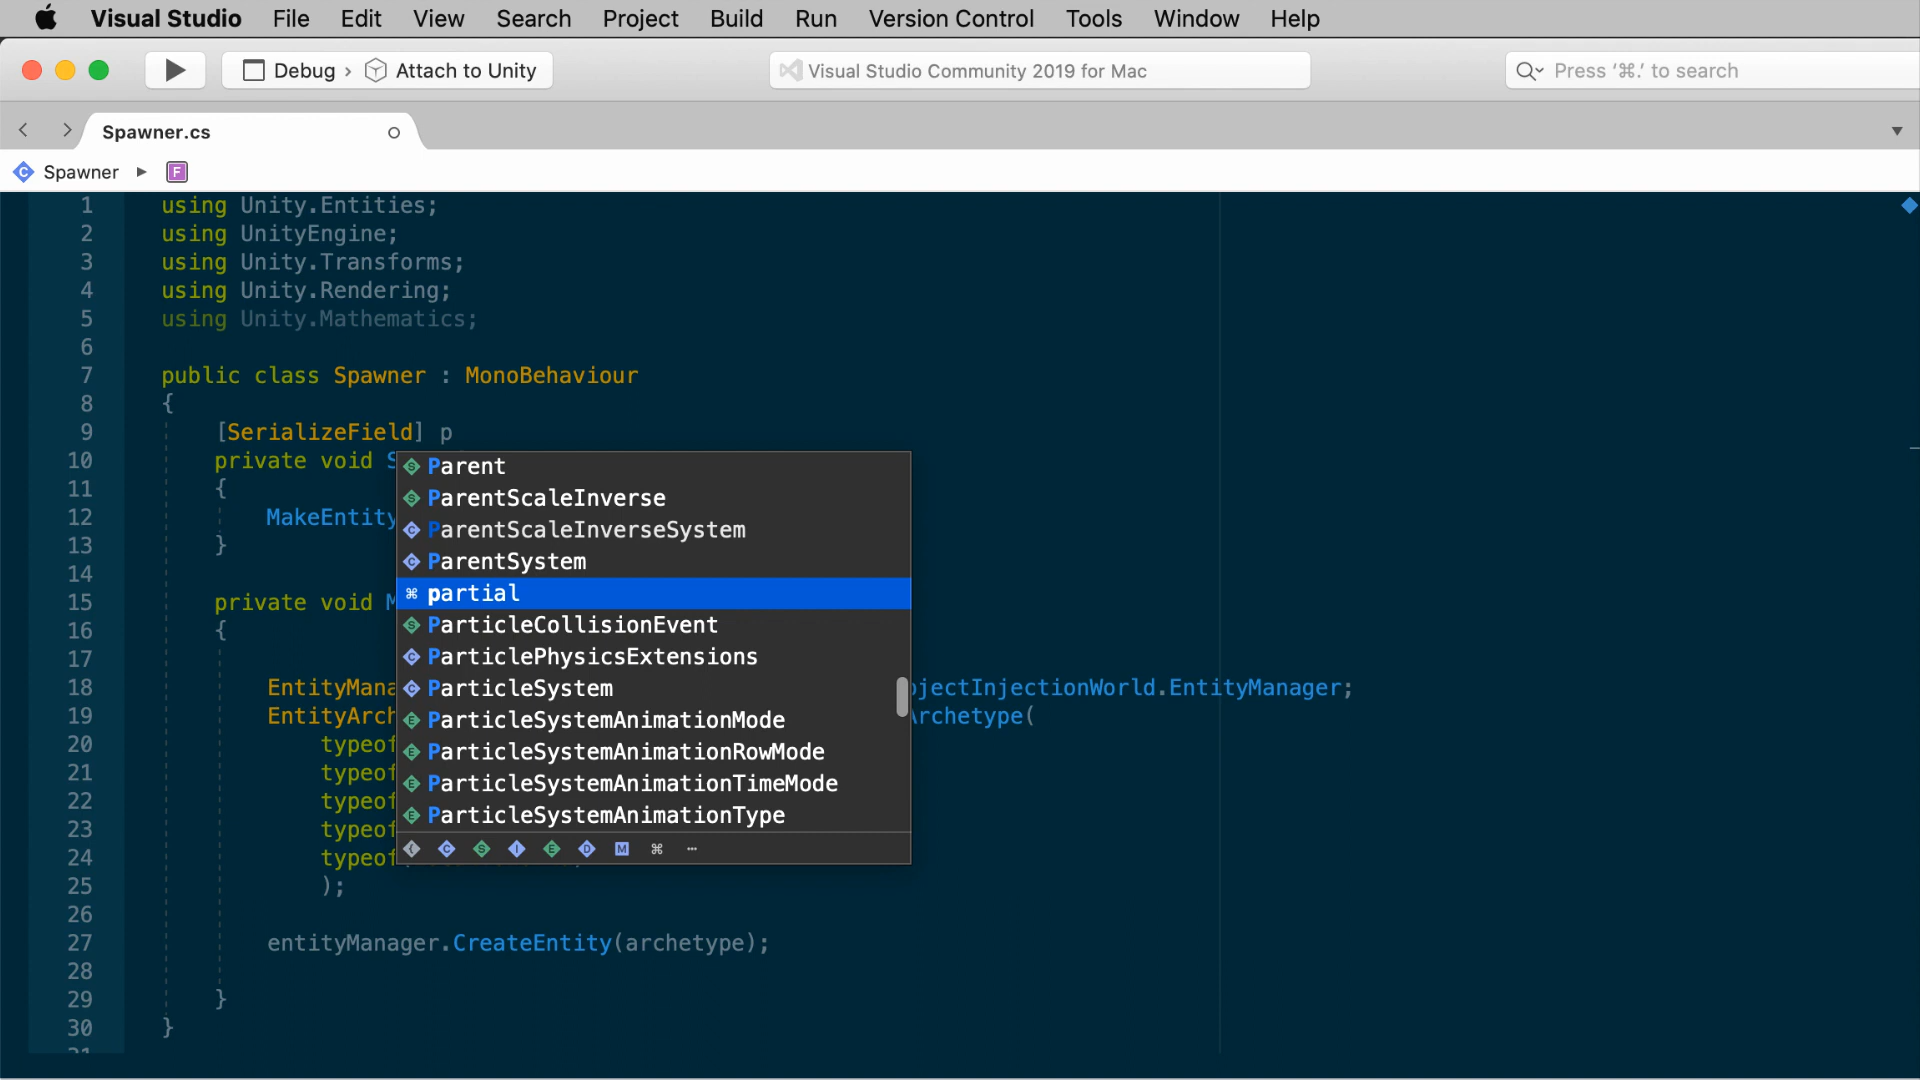 Visual Studio File Edit View Search Project Build Run Version Control Tools Window Help
Debug › Attach to Unity
Visual Studio Community 2019 for Mac
Press ‘⌘.’ to search
Spawner.cs
Spawner
F
1 using Unity.Entities;
2 using UnityEngine;
3 using Unity.Transforms;
4 using Unity.Rendering;
5 using Unity.Mathematics;
6
7 public class Spawner : MonoBehaviour
8 {
9 [SerializeField] p
10 private void S
11 {
12 MakeEntity
13 }
14
15 private void M
16 {
17
18 EntityMana jectInjectionWorld.EntityManager;
19 EntityArch Archetype(
20 typeof
21 typeof
22 typeof
23 typeof
24 typeof
25 );
26
27 entityManager.CreateEntity(archetype);
28
29 }
30 }
Parent
ParentScaleInverse
ParentScaleInverseSystem
ParentSystem
partial
ParticleCollisionEvent
ParticlePhysicsExtensions
ParticleSystem
ParticleSystemAnimationMode
ParticleSystemAnimationRowMode
ParticleSystemAnimationTimeMode
ParticleSystemAnimationType